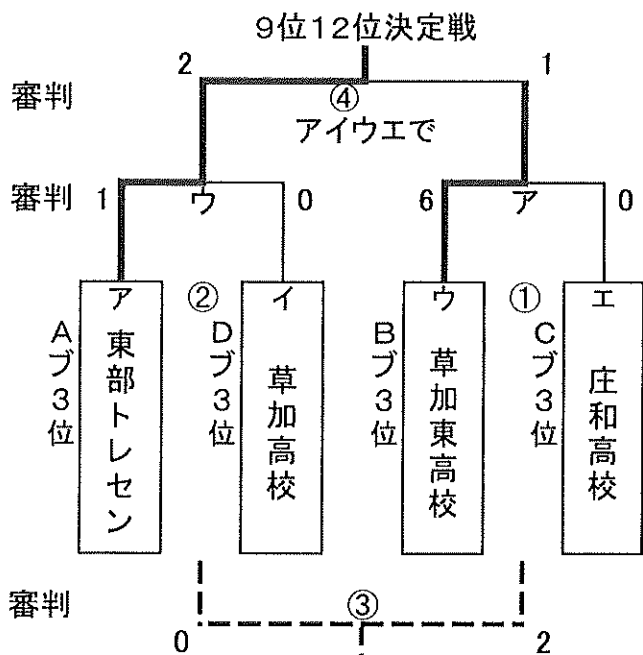 9位12位決定戦
2
1
審判
④
アイウエで
審判
1
ウ
0
6
ア
0
ア
②
イ
ウ
①
エ
Aブ3位
東部トレセン
Dブ3位
草加高校
Bブ3位
草加東高校
Cブ3位
庄和高校
審判
③
0
2